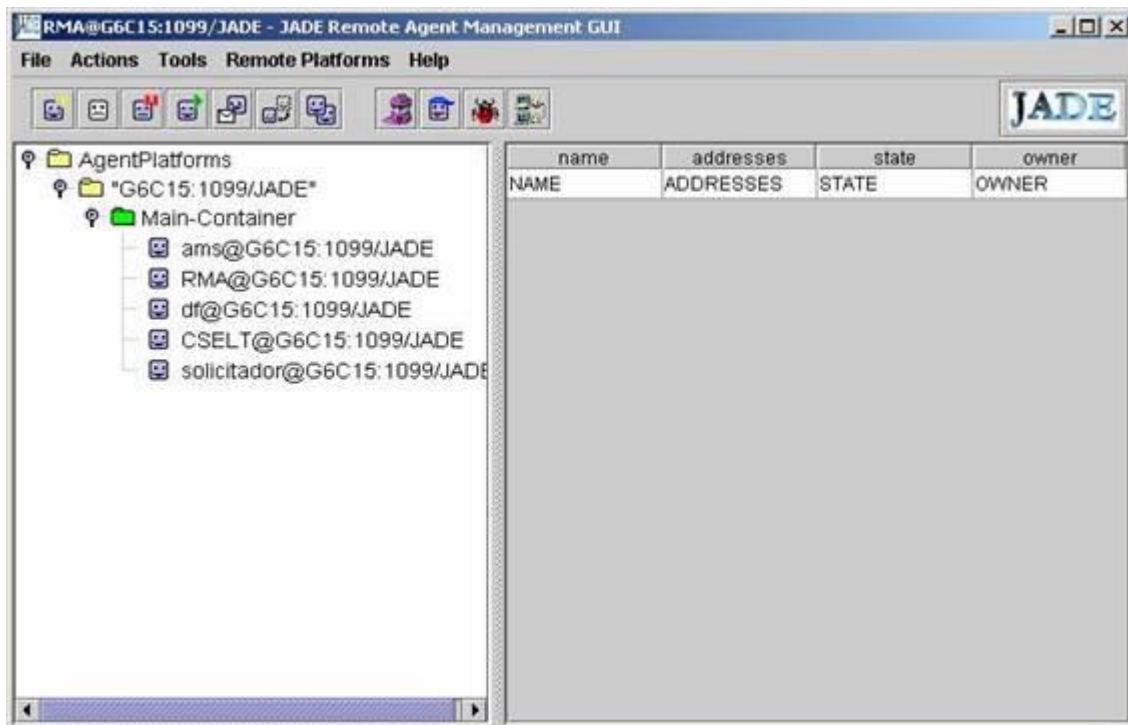 RMA@G6C15:1099/JADE - JADE Remote Agent Management GUI
File Actions Tools Remote Platforms Help
JADE
AgentPlatforms
"G6C15:1099/JADE"
Main-Container
ams@G6C15:1099/JADE
RMA@G6C15:1099/JADE
df@G6C15:1099/JADE
CSELT@G6C15:1099/JADE
solicitador@G6C15:1099/JADE
name addresses state owner
NAME ADDRESSES STATE OWNER